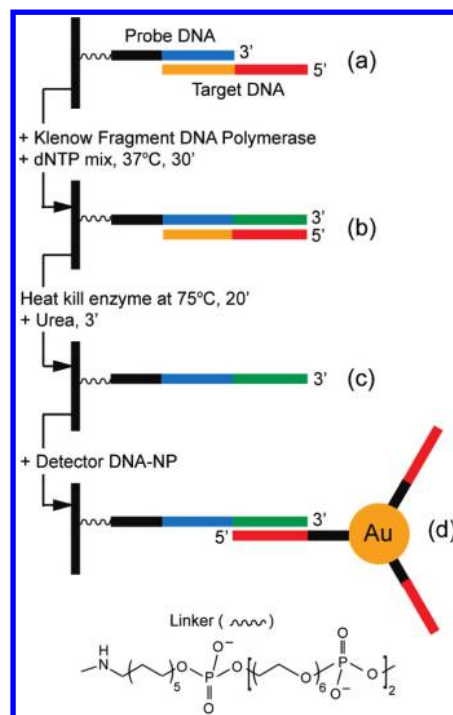 Probe DNA
3’
(a)
5’
Target DNA
+ Klenow Fragment DNA Polymerase
+ dNTP mix, 37ºC, 30’
3’
(b)
5’
Heat kill enzyme at 75ºC, 20’
+ Urea, 3’
3’
(c)
+ Detector DNA-NP
3’
5’
Au
(d)
Linker ( )
H
N
5
O
P
O
O⁻
O
O
6
O
P
O
O⁻
O
2